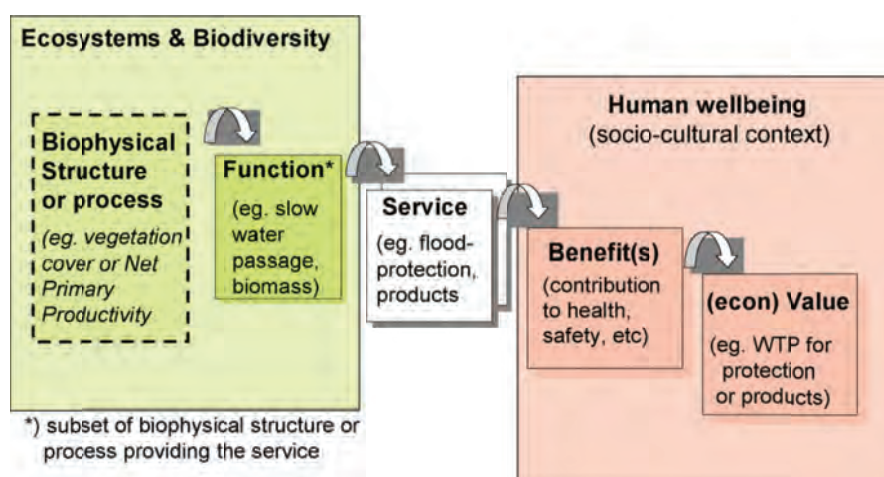 Ecosystems & Biodiversity
Biophysical
Structure
or process
(eg. vegetation
cover or Net
Primary
Productivity
Function*
(eg. slow
water
passage,
biomass)
Service
(eg. flood-
protection,
products
Human wellbeing
(socio-cultural context)
Benefit(s)
(contribution
to health,
safety, etc)
(econ) Value
(eg. WTP for
protection
or products)
*) subset of biophysical structure or
process providing the service